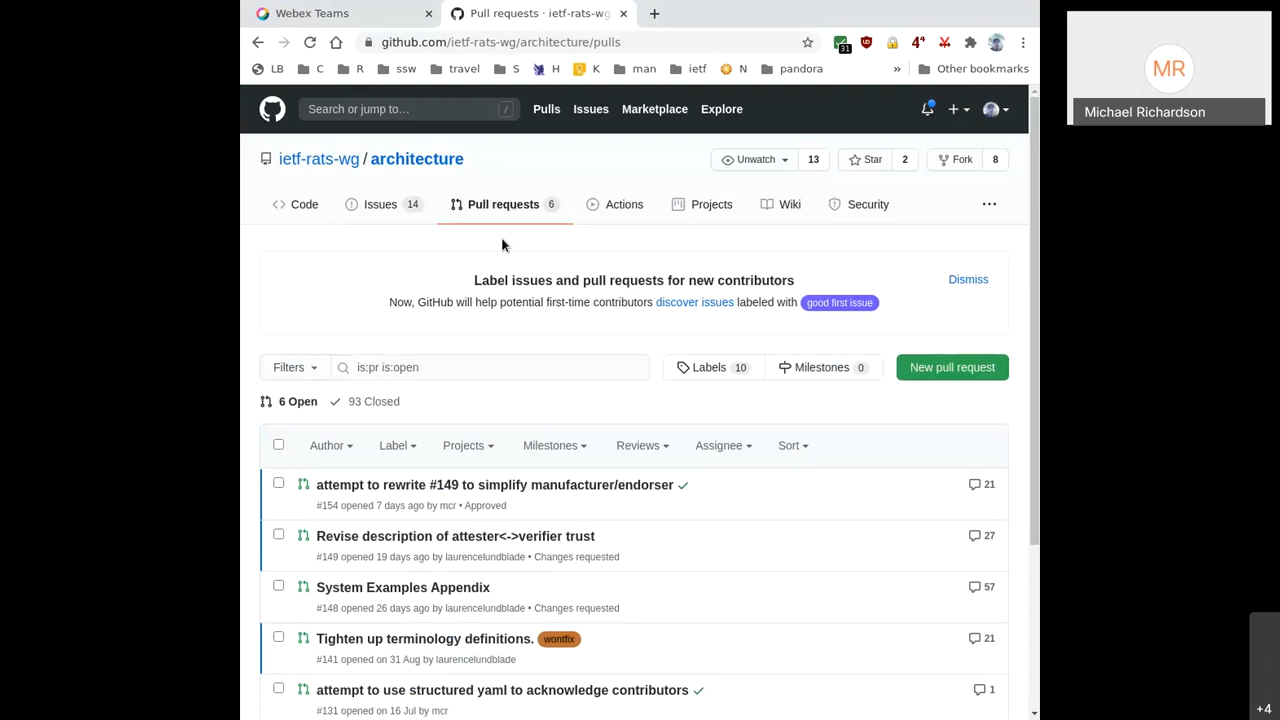 Webex Teams
Pull requests · ietf-rats-wg
github.com/ietf-rats-wg/architecture/pulls
31
LB C R ssw travel S H K man ietf N pandora » Other bookmarks
Search or jump to… /
Pulls Issues Marketplace Explore
ietf-rats-wg / architecture
Unwatch 13 Star 2 Fork 8
Code Issues 14 Pull requests 6 Actions Projects Wiki Security
Label issues and pull requests for new contributors
Dismiss
Now, GitHub will help potential first-time contributors discover issues labeled with good first issue
Filters is:pr is:open Labels 10 Milestones 0 New pull request
6 Open 93 Closed
Author Label Projects Milestones Reviews Assignee Sort
attempt to rewrite #149 to simplify manufacturer/endorser 21
#154 opened 7 days ago by mcr • Approved
Revise description of attester<->verifier trust 27
#149 opened 19 days ago by laurencelundblade • Changes requested
System Examples Appendix 57
#148 opened 26 days ago by laurencelundblade • Changes requested
Tighten up terminology definitions. wontfix 21
#141 opened on 31 Aug by laurencelundblade
attempt to use structured yaml to acknowledge contributors 1
#131 opened on 16 Jul by mcr
MR
Michael Richardson
+4